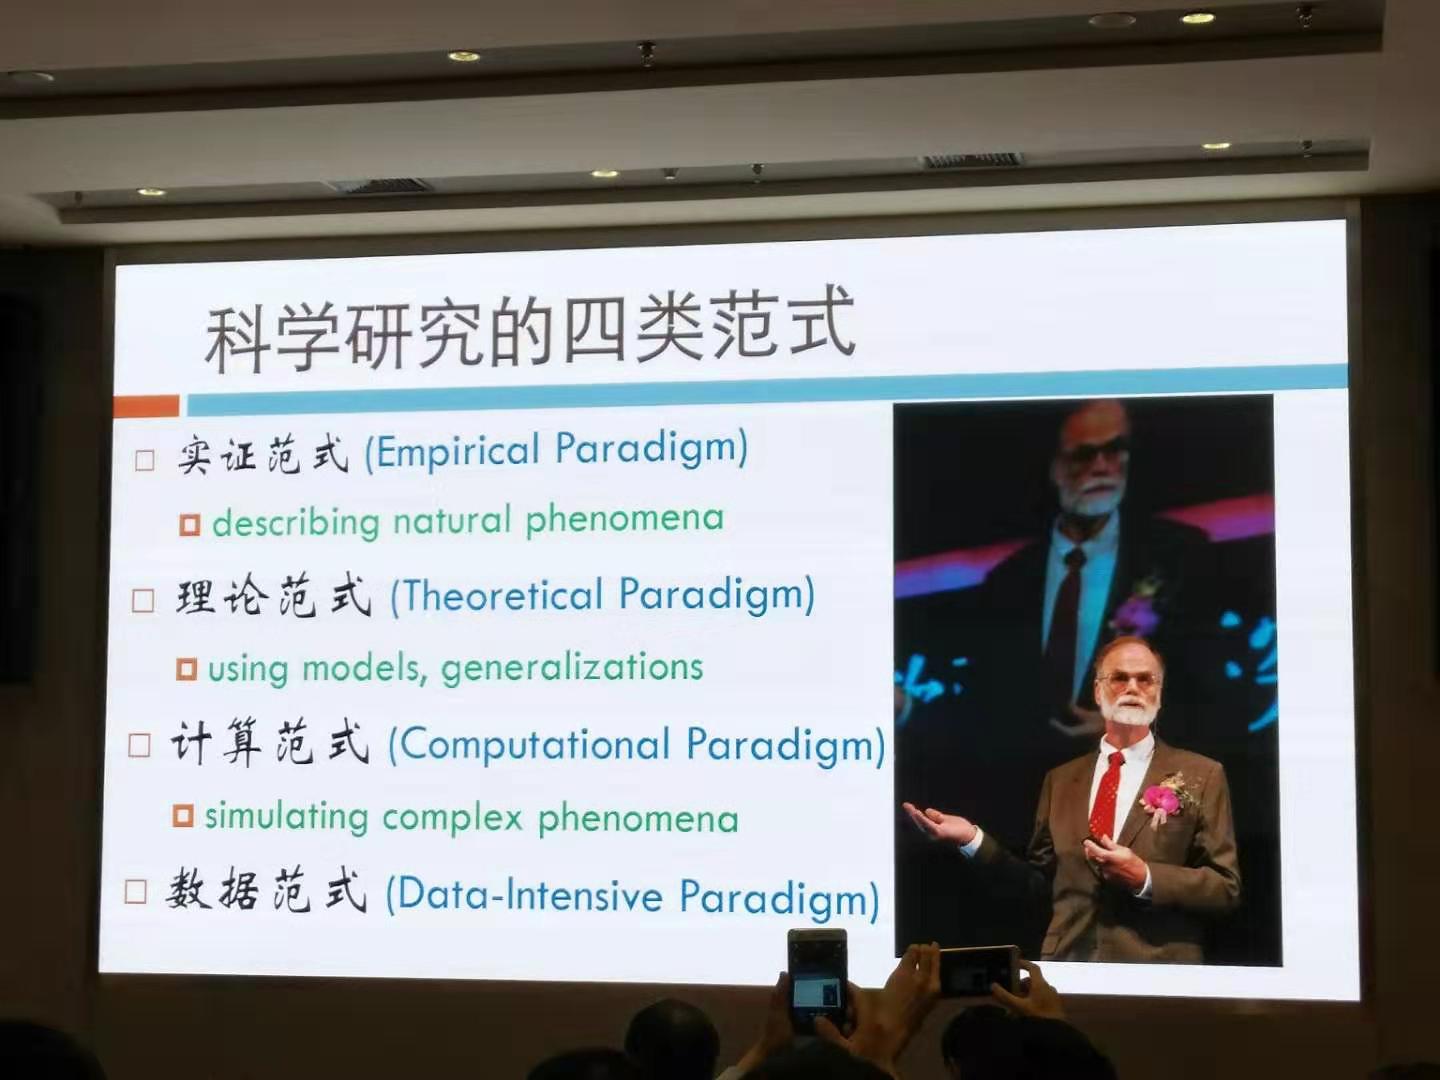 科学研究的四类范式
实证范式 (Empirical Paradigm)
describing natural phenomena
理论范式 (Theoretical Paradigm)
using models, generalizations
计算范式 (Computational Paradigm)
simulating complex phenomena
数据范式 (Data-Intensive Paradigm)